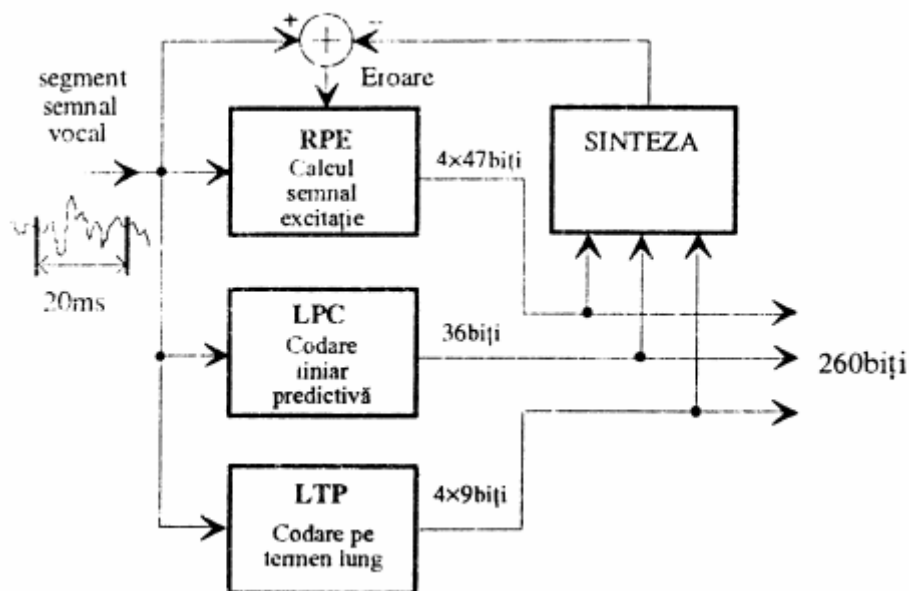 +
−
Eroare
segment
semnal
vocal
RPE
Calcul
semnal
excitație
4×47biți
SINTEZA
20ms
LPC
Codare
liniar
predictivă
36biți
260biți
LTP
Codare pe
termen lung
4×9biți